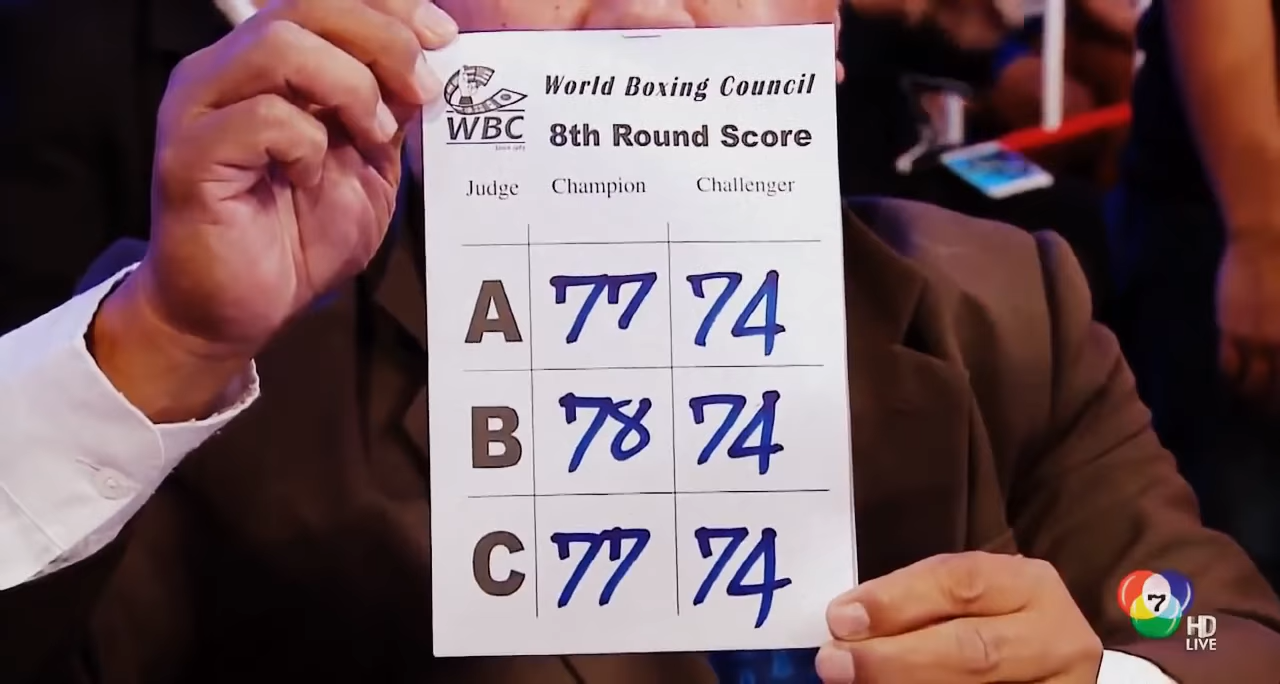 World Boxing Council
WBC
8th Round Score
Judge Champion Challenger
A 77 74
B 78 74
C 77 74
7
HD
LIVE